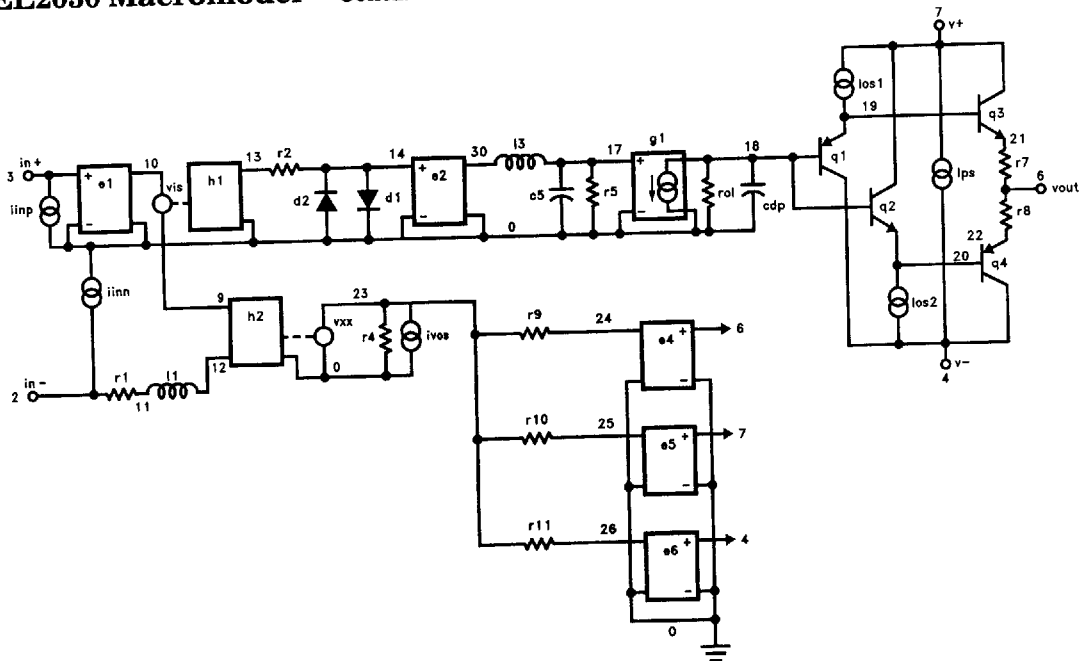 7
v+
Ios1
19
q3
21
in+
3
10
vis
13
r2
14
30
l3
17
g1
18
q1
r7
6
vout
iinp
+
e1
-
h1
d2
d1
+
e2
-
c5
r5
+
-
rol
cdp
q2
Ips
r8
22
20
q4
0
iinn
9
h2
23
vxx
r4
ivos
r9
24
+
e4
-
6
Ios2
v-
4
in-
2
r1
l1
11
12
0
r10
25
+
e5
-
7
r11
26
+
e6
-
4
0